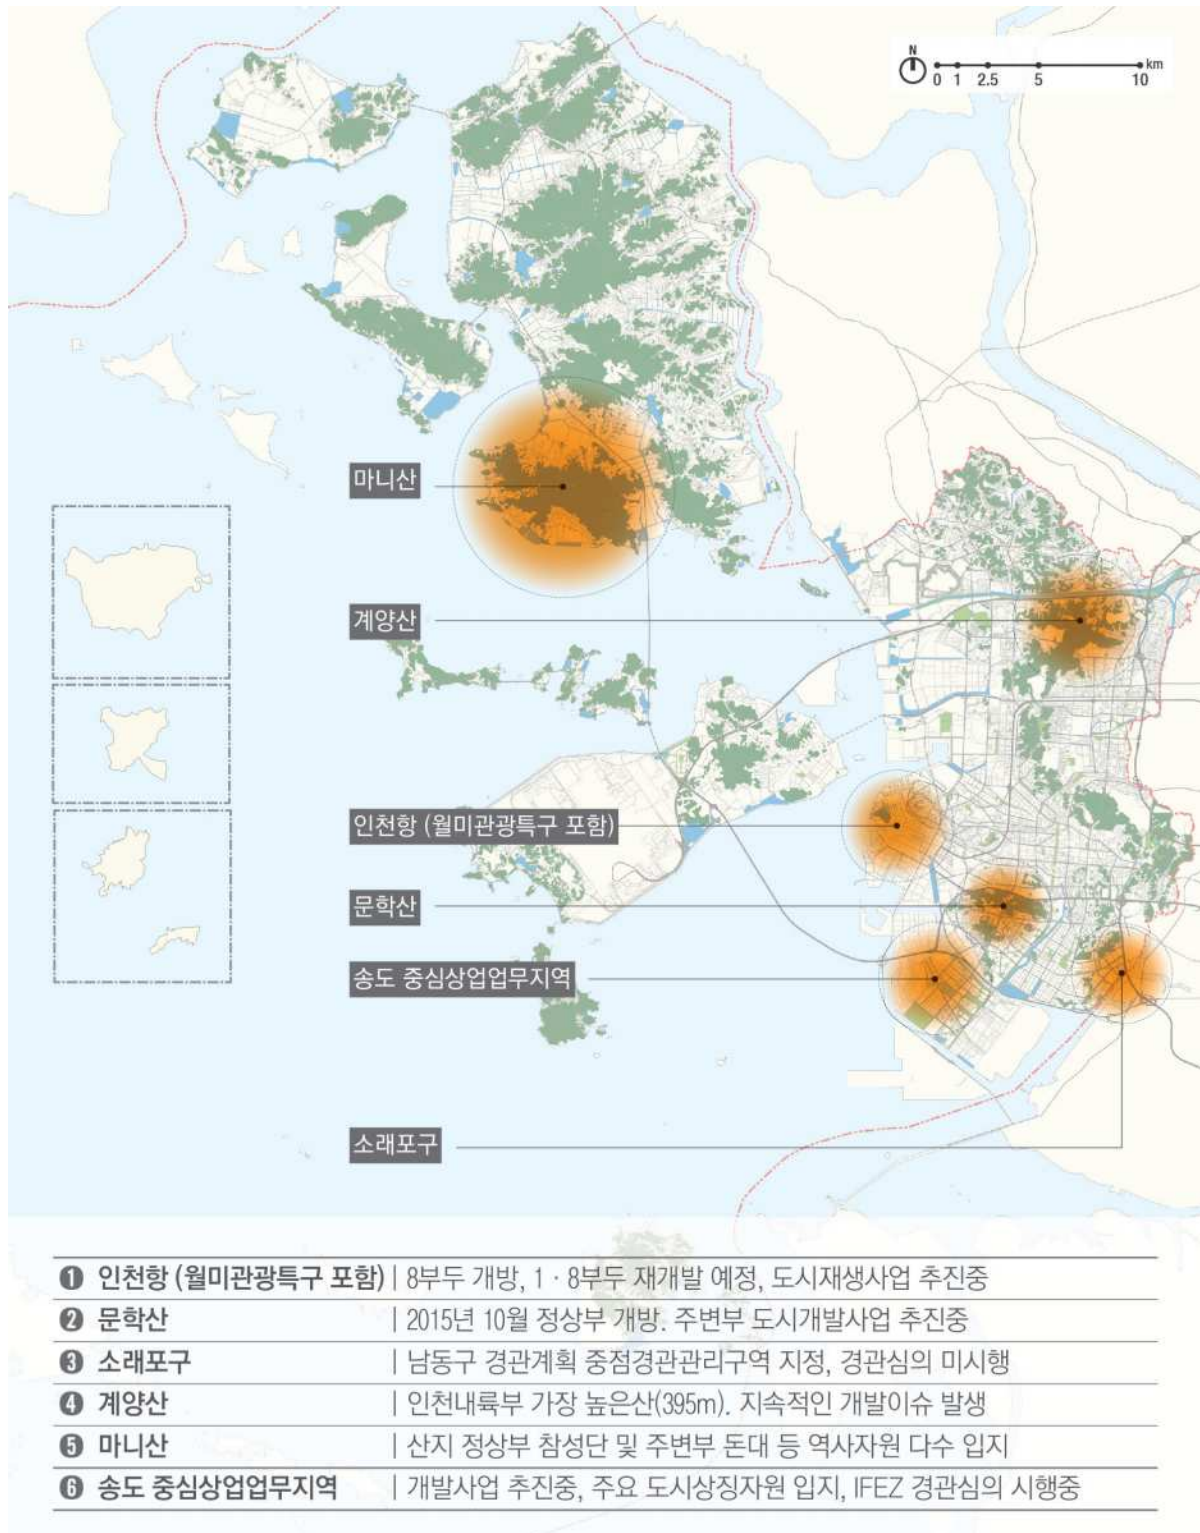 N
km
0 1 2.5 5 10
마니산
계양산
인천항 (월미관광특구 포함)
문학산
송도 중심상업업무지역
소래포구
❶ 인천항 (월미관광특구 포함) | 8부두 개방, 1 · 8부두 재개발 예정, 도시재생사업 추진중
❷ 문학산 | 2015년 10월 정상부 개방. 주변부 도시개발사업 추진중
❸ 소래포구 | 남동구 경관계획 중점경관관리구역 지정, 경관심의 미시행
❹ 계양산 | 인천내륙부 가장 높은산(395m). 지속적인 개발이슈 발생
❺ 마니산 | 산지 정상부 참성단 및 주변부 돈대 등 역사자원 다수 입지
❻ 송도 중심상업업무지역 | 개발사업 추진중, 주요 도시상징자원 입지, IFEZ 경관심의 시행중